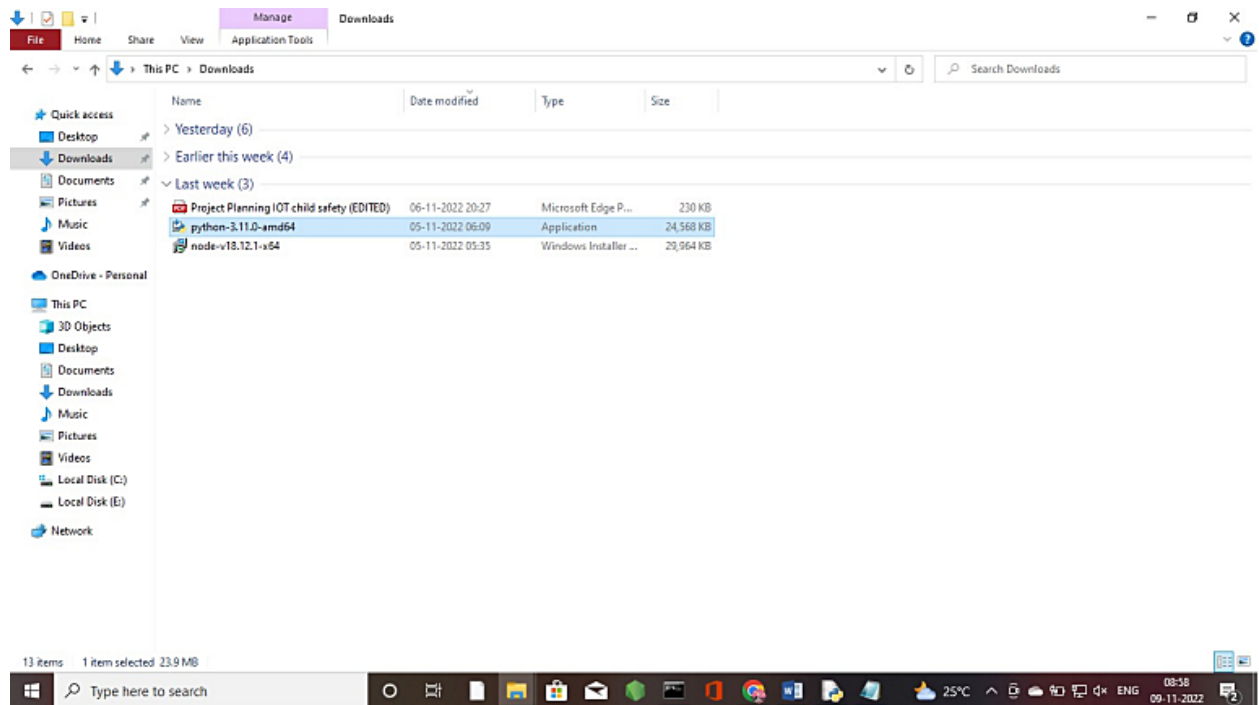 Manage
Downloads
File Home Share View Application Tools
This PC > Downloads
Search Downloads
Name Date modified Type Size
Quick access
Desktop
Downloads
Documents
Pictures
Music
Videos
OneDrive - Personal
This PC
3D Objects
Desktop
Documents
Downloads
Music
Pictures
Videos
Local Disk (C:)
Local Disk (E:)
Network
Yesterday (6)
Earlier this week (4)
Last week (3)
Project Planning IOT child safety (EDITED) 06-11-2022 20:27 Microsoft Edge P... 230 KB
python-3.11.0-amd64 05-11-2022 06:09 Application 24,568 KB
node-v18.12.1-x64 05-11-2022 05:35 Windows Installer ... 29,964 KB
13 items 1 item selected 23.9 MB
Type here to search
25°C
ENG
08:58
09-11-2022
2